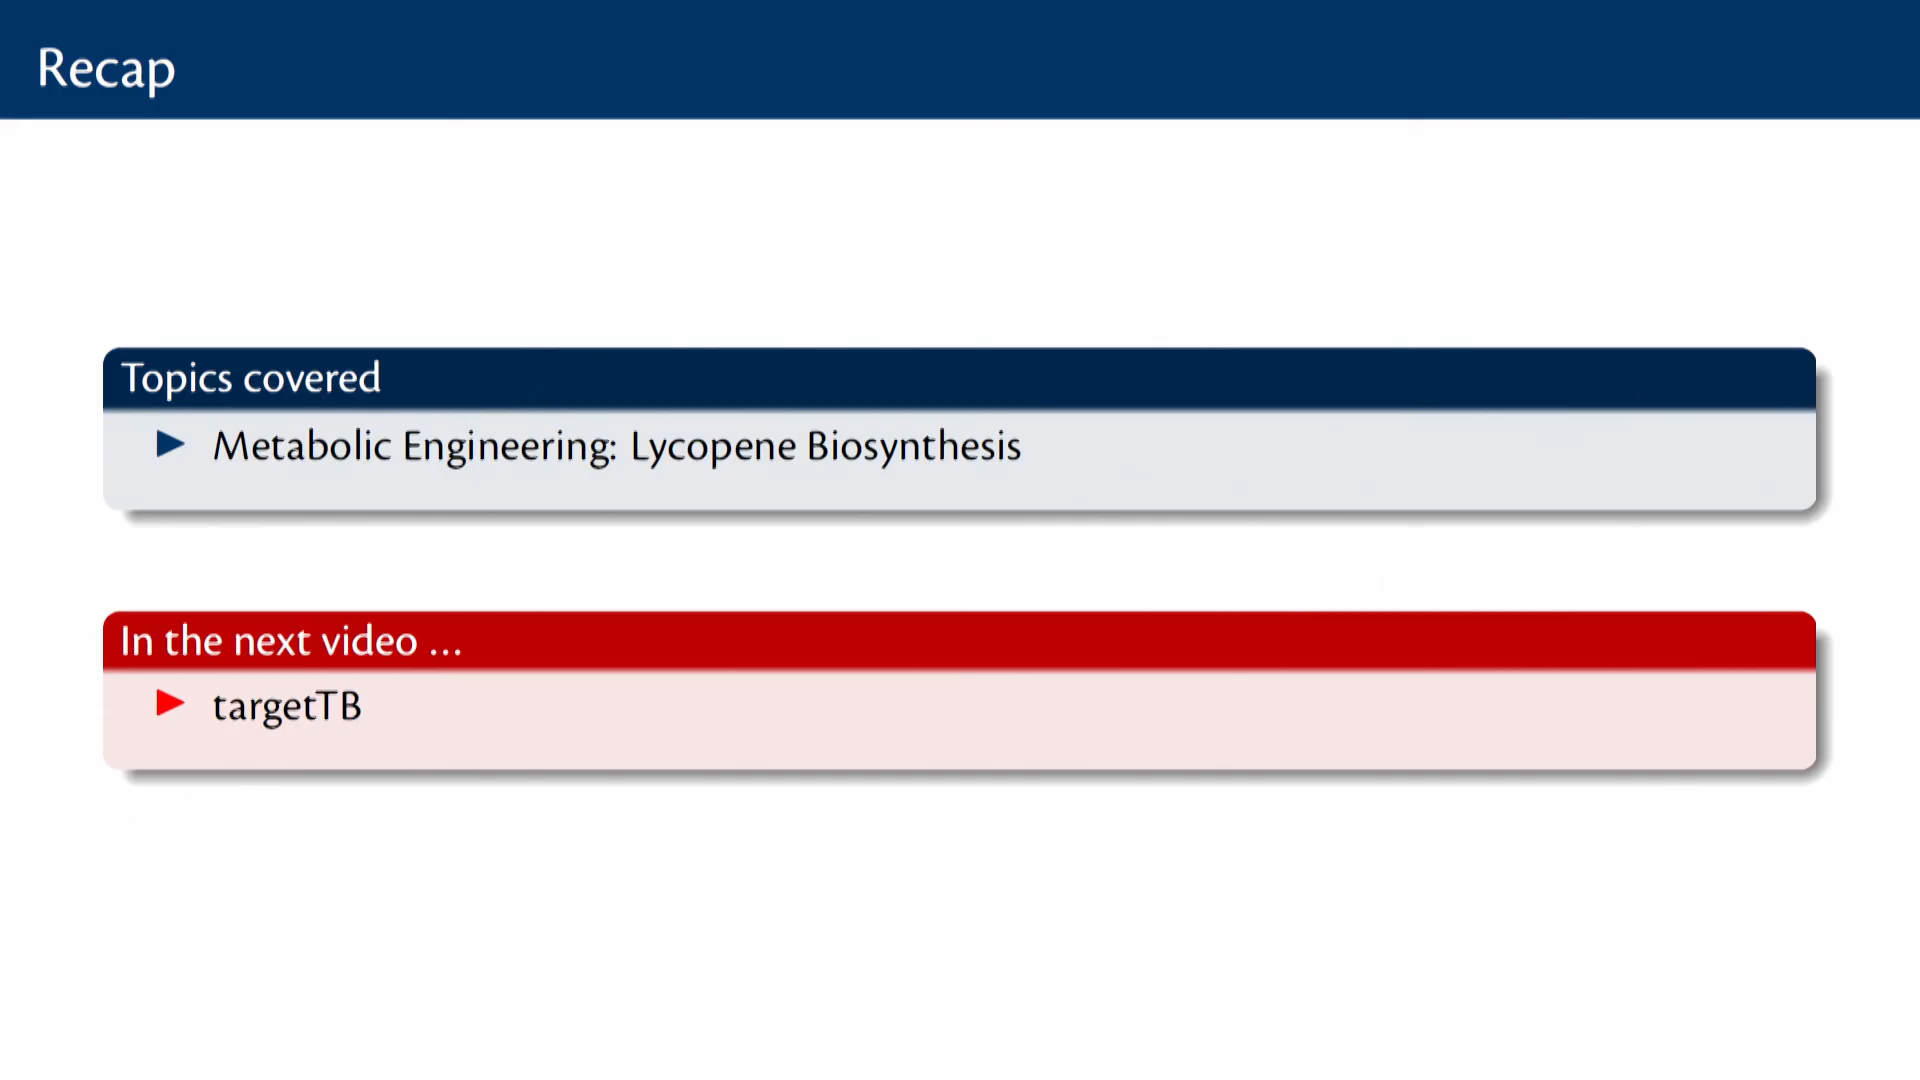 Recap
Topics covered
Metabolic Engineering: Lycopene Biosynthesis
In the next video ...
targetTB